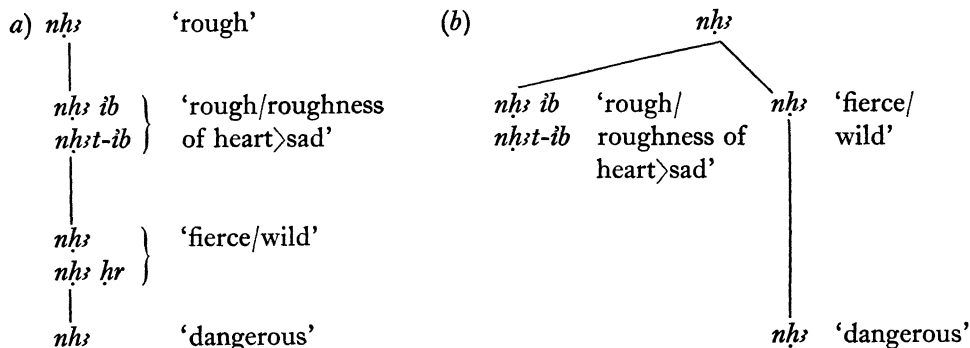 a) nḥꜣ ‘rough’
nḥꜣ ib } ‘rough/roughness
nḥꜣt-ib of heart>sad’
nḥꜣ } ‘fierce/wild’
nḥꜣ ḥr
nḥꜣ ‘dangerous’
(b) nḥꜣ
nḥꜣ ib ‘rough/
nḥꜣt-ib roughness of
heart>sad’
nḥꜣ ‘fierce/
wild’
nḥꜣ ‘dangerous’